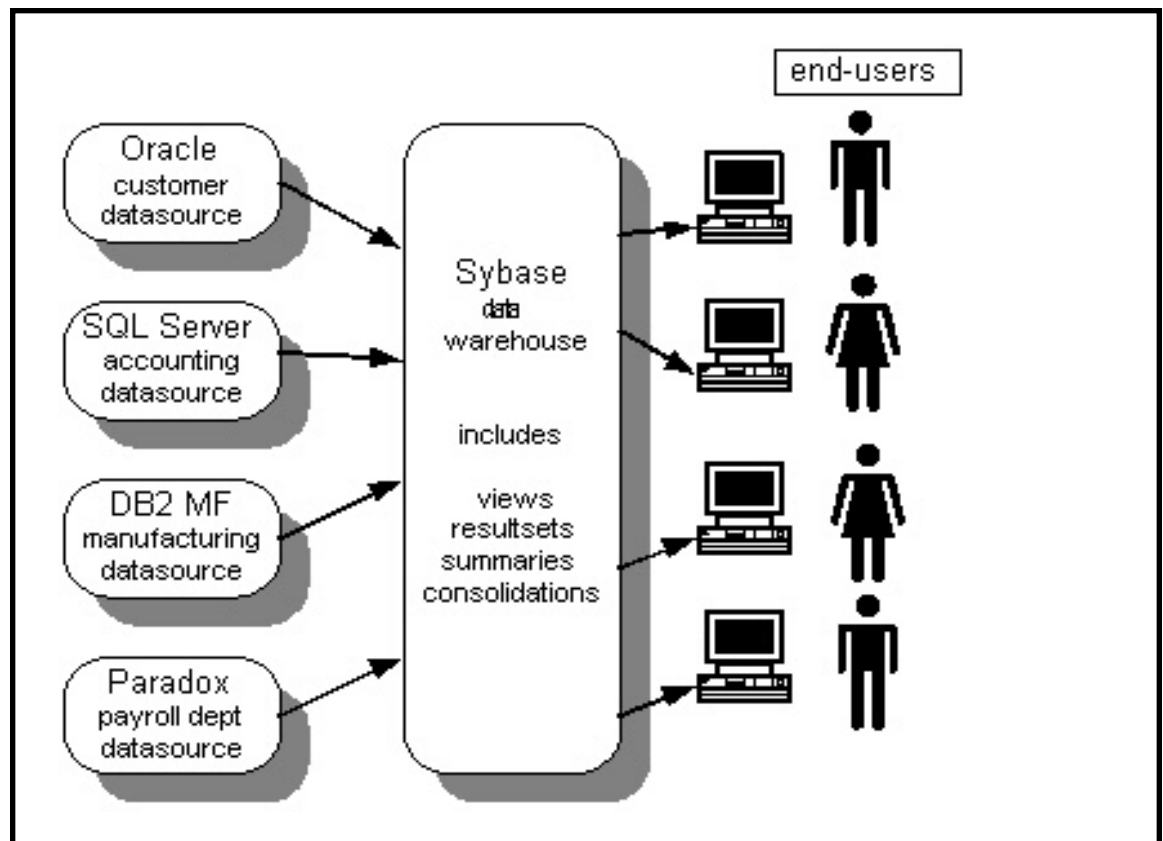 end-users
Oracle
customer
datasource
SQL Server
accounting
datasource
DB2 MF
manufacturing
datasource
Paradox
payroll dept
datasource
Sybase
data
warehouse
includes
views
resultsets
summaries
consolidations